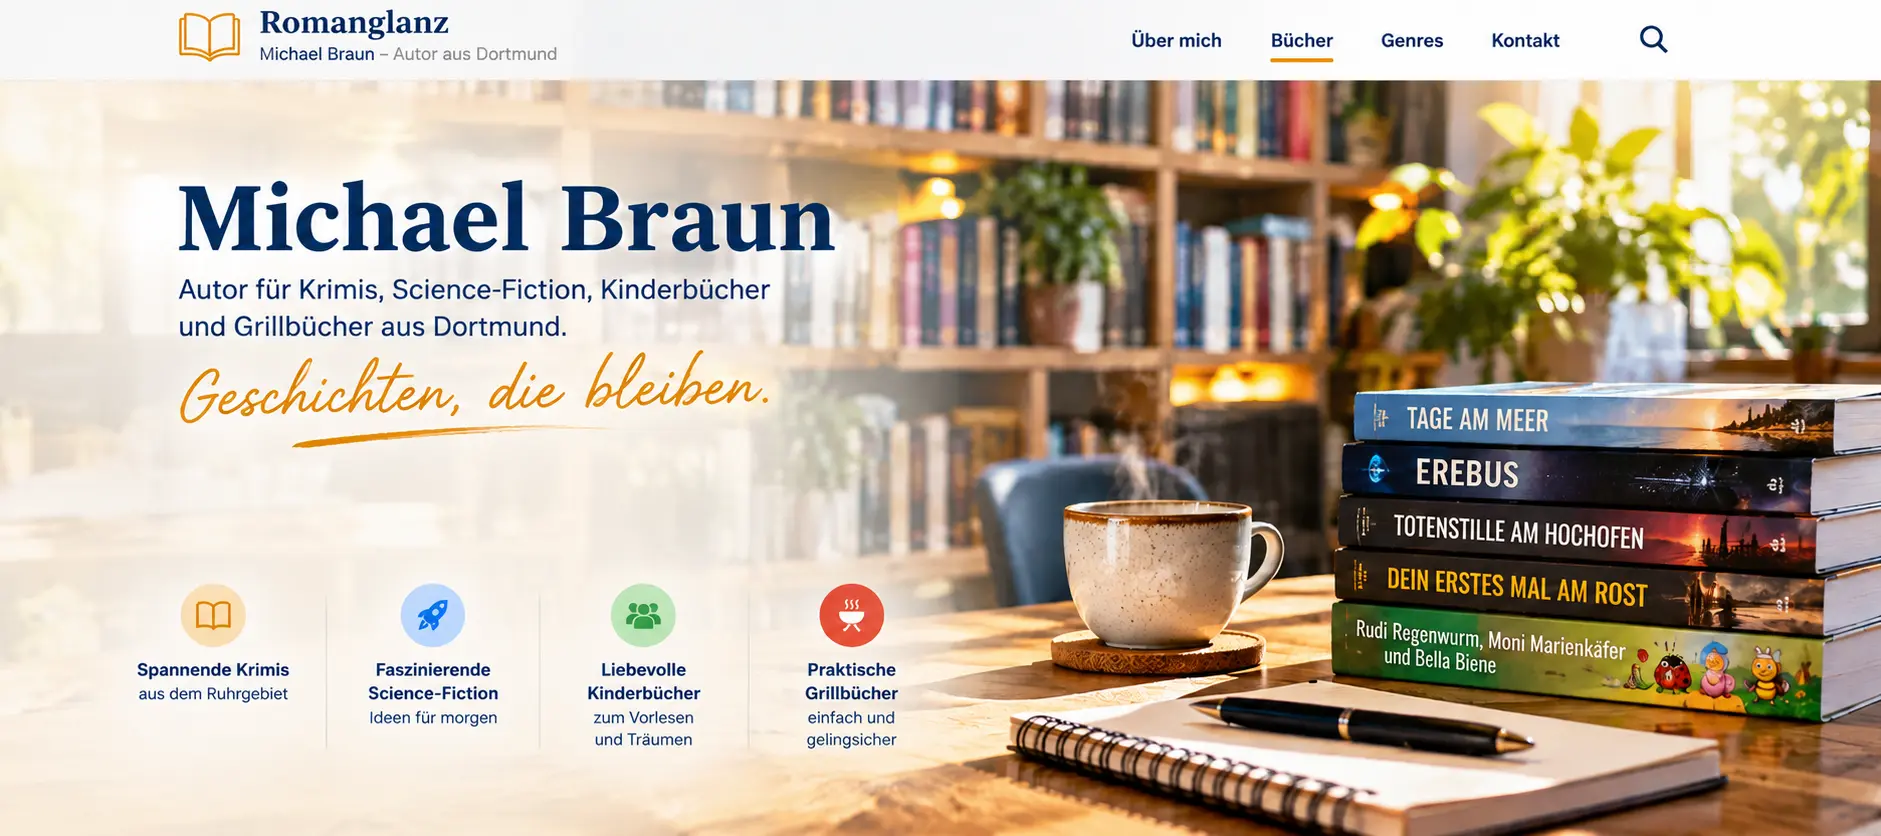 Romanglanz
Michael Braun – Autor aus Dortmund
Über mich
Bücher
Genres
Kontakt
Michael Braun
Autor für Krimis, Science-Fiction, Kinderbücher
und Grillbücher aus Dortmund.
Geschichten, die bleiben.
Spannende Krimis
aus dem Ruhrgebiet
Faszinierende
Science-Fiction
Ideen für morgen
Liebevolle
Kinderbücher
zum Vorlesen
und Träumen
Praktische
Grillbücher
einfach und
gelingsicher
TAGE AM MEER
EREBUS
TOTENSTILLE AM HOCHOFEN
DEIN ERSTES MAL AM ROST
Rudi Regenwurm, Moni Marienkäfer
und Bella Biene